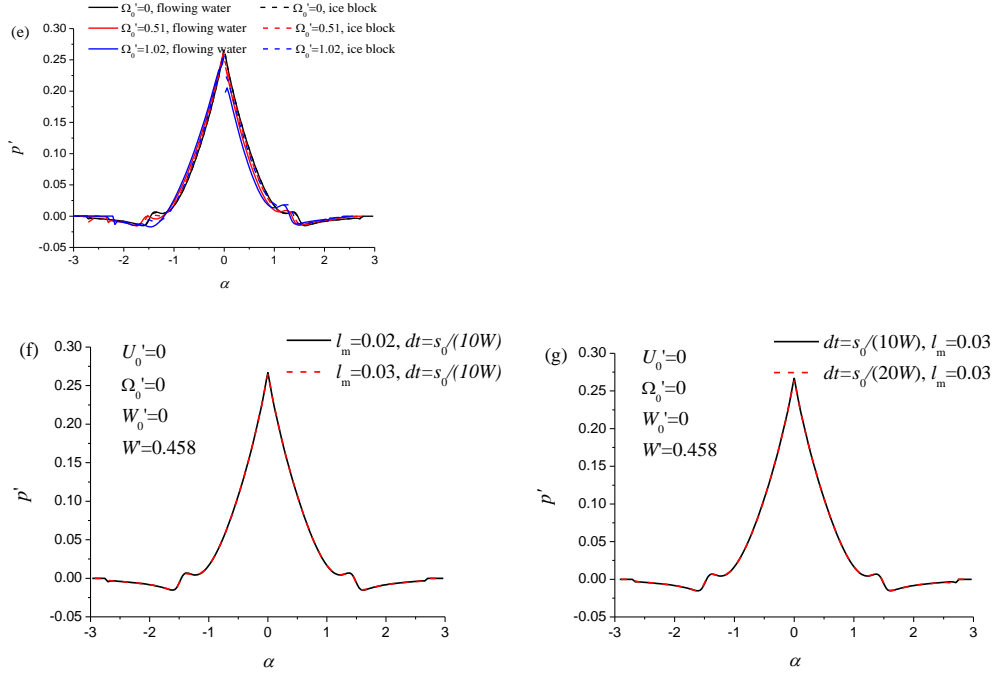 (e)
Ω₀'=0, flowing water Ω₀'=0, ice block
Ω₀'=0.51, flowing water Ω₀'=0.51, ice block
Ω₀'=1.02, flowing water Ω₀'=1.02, ice block
0.30
0.25
0.20
0.15
0.10
0.05
0.00
-0.05
p'
-3 -2 -1 0 1 2 3
α
(f)
U₀'=0
Ω₀'=0
W₀'=0
W'=0.458
lₘ=0.02, dt=s₀/(10W)
lₘ=0.03, dt=s₀/(10W)
0.30
0.25
0.20
0.15
0.10
0.05
0.00
-0.05
p'
-3 -2 -1 0 1 2 3
α
(g)
U₀'=0
Ω₀'=0
W₀'=0
W'=0.458
dt=s₀/(10W), lₘ=0.03
dt=s₀/(20W), lₘ=0.03
0.30
0.25
0.20
0.15
0.10
0.05
0.00
-0.05
p'
-3 -2 -1 0 1 2 3
α